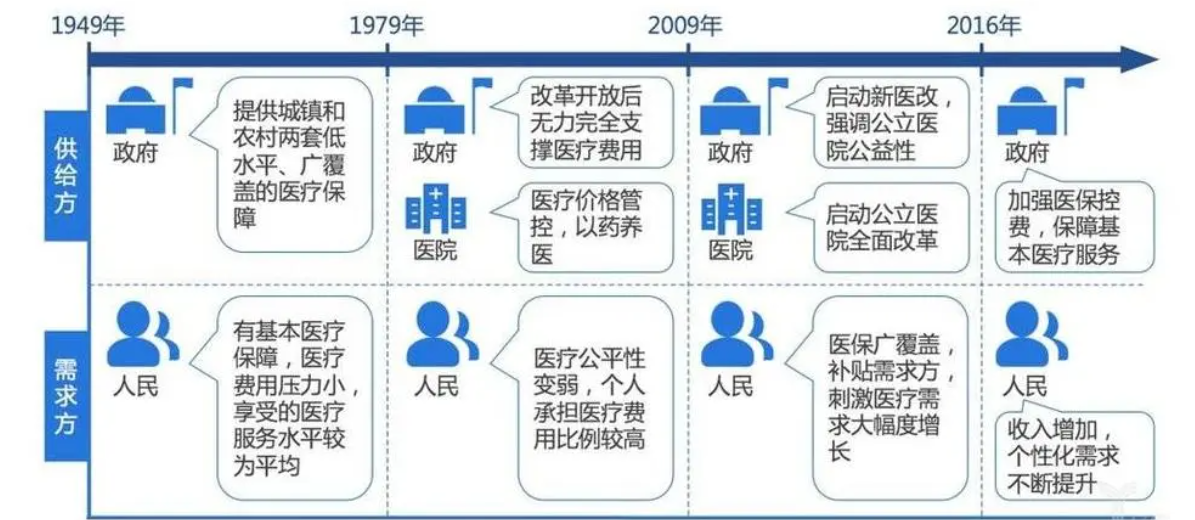 1949年
1979年
2009年
2016年
供给方
政府
提供城镇和
农村两套低
水平、广覆
盖的医疗保
障
政府
改革开放后
无力完全支
撑医疗费用
医院
医疗价格管
控，以药养
医
政府
启动新医改，
强调公立医
院公益性
医院
启动公立医
院全面改革
政府
加强医保控
费，保障基
本医疗服务
需求方
人民
有基本医疗
保障，医疗
费用压力小，
享受的医疗
服务水平较
为平均
人民
医疗公平性
变弱，个人
承担医疗费
用比例较高
人民
医保广覆盖，
补贴需求方，
刺激医疗需
求大幅度增
长
人民
收入增加，
个性化需求
不断提升